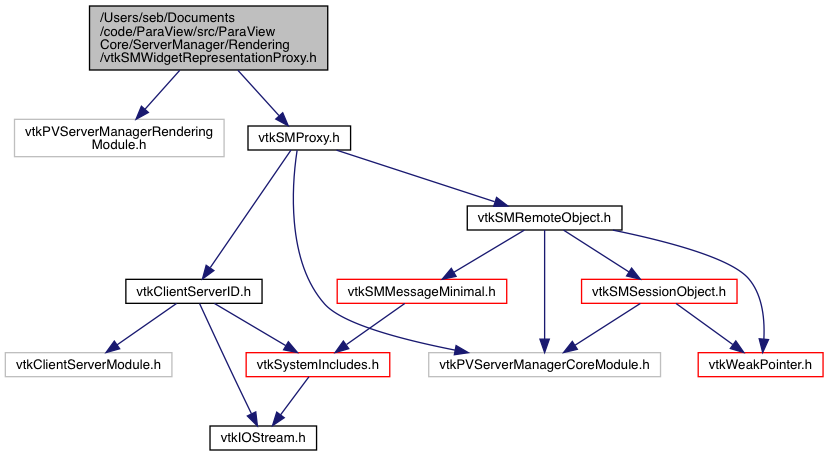 /Users/seb/Documents
/code/ParaView/src/ParaView
Core/ServerManager/Rendering
/vtkSMWidgetRepresentationProxy.h
vtkPVServerManagerRendering
Module.h
vtkSMProxy.h
vtkSMRemoteObject.h
vtkClientServerID.h
vtkSMMessageMinimal.h
vtkSMSessionObject.h
vtkClientServerModule.h
vtkSystemIncludes.h
vtkPVServerManagerCoreModule.h
vtkWeakPointer.h
vtkIOStream.h